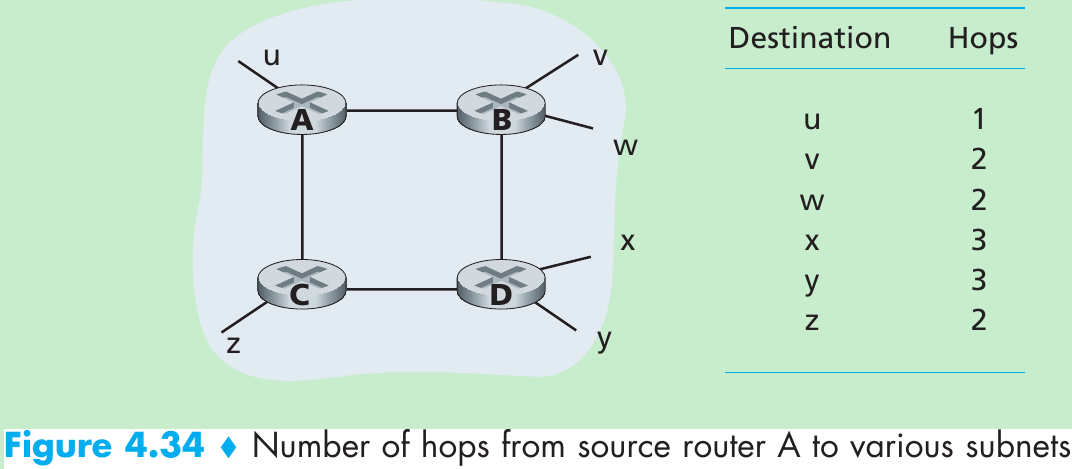 u
v
A
B
w
x
C
D
z
y
Destination Hops
u 1
v 2
w 2
x 3
y 3
z 2
Figure 4.34 ♦ Number of hops from source router A to various subnets